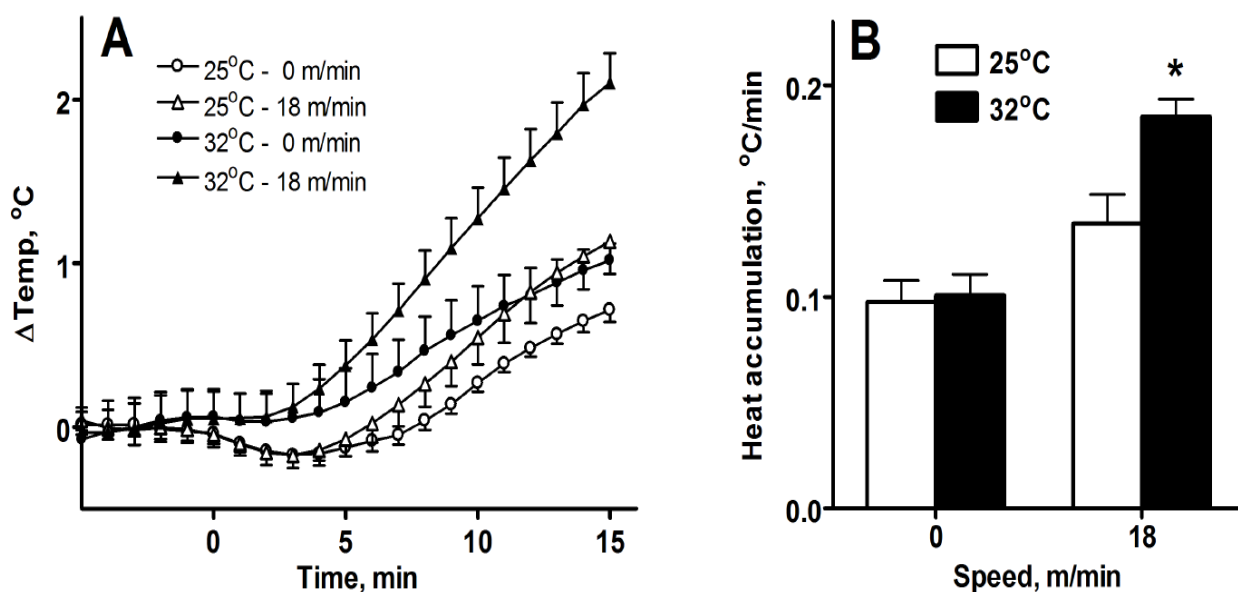 A
25°C - 0 m/min
25°C - 18 m/min
32°C - 0 m/min
32°C - 18 m/min
ΔTemp, °C
2
1
0
0 5 10 15
Time, min
B
25°C
32°C
*
Heat accumulation, °C/min
0.2
0.1
0.0
0 18
Speed, m/min